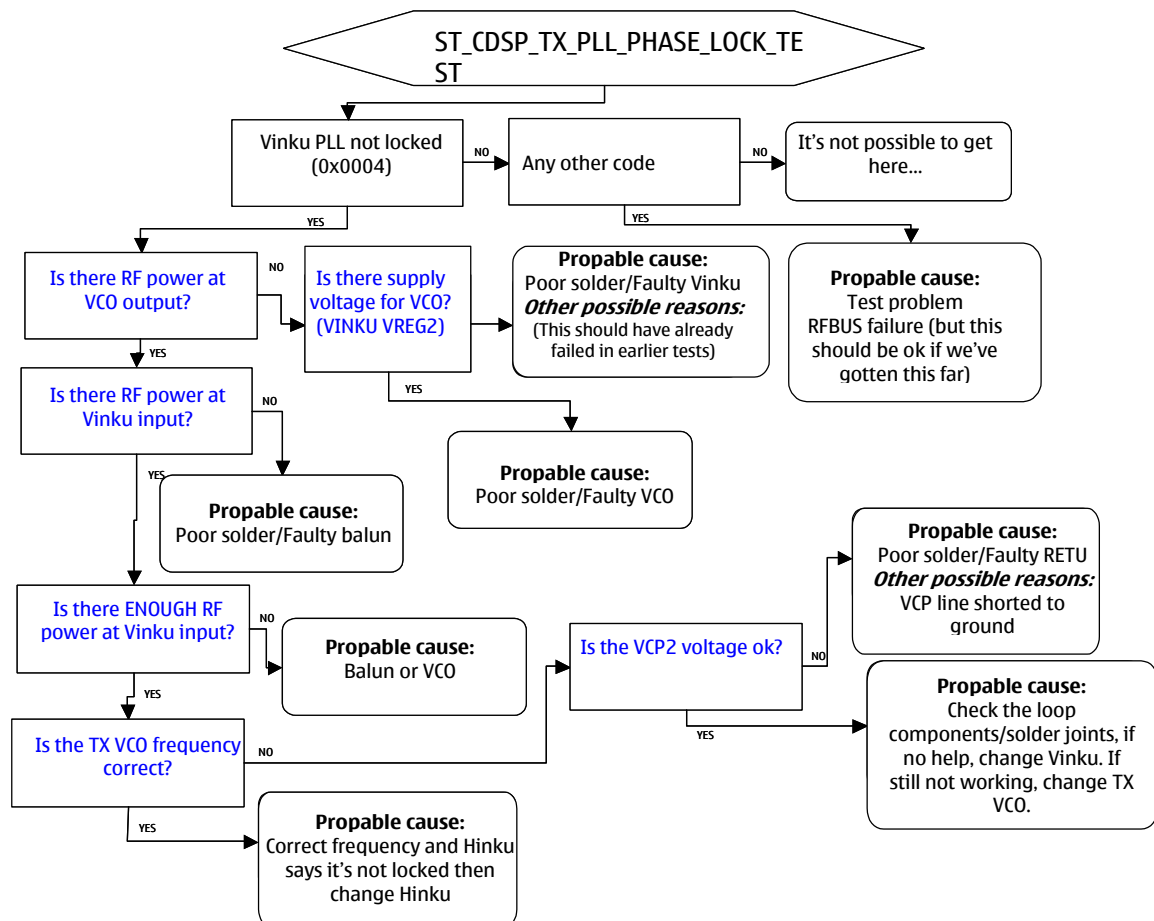 ST_CDSP_TX_PLL_PHASE_LOCK_TE
ST
Vinku PLL not locked
(0x0004)
NO
Any other code
NO
It's not possible to get
here...
YES
YES
Is there RF power at
VCO output?
NO
Is there supply
voltage for VCO?
(VINKU VREG2)
Propable cause:
Poor solder/Faulty Vinku
Other possible reasons:
(This should have already
failed in earlier tests)
Propable cause:
Test problem
RFBUS failure (but this
should be ok if we've
gotten this far)
YES
YES
Is there RF power at
Vinku input?
NO
Propable cause:
Poor solder/Faulty VCO
YES
Propable cause:
Poor solder/Faulty balun
Propable cause:
Poor solder/Faulty RETU
Other possible reasons:
VCP line shorted to
ground
Is there ENOUGH RF
power at Vinku input?
NO
Propable cause:
Balun or VCO
Is the VCP2 voltage ok?
NO
YES
Propable cause:
Check the loop
components/solder joints, if
no help, change Vinku. If
still not working, change TX
VCO.
YES
Is the TX VCO frequency
correct?
NO
YES
Propable cause:
Correct frequency and Hinku
says it's not locked then
change Hinku